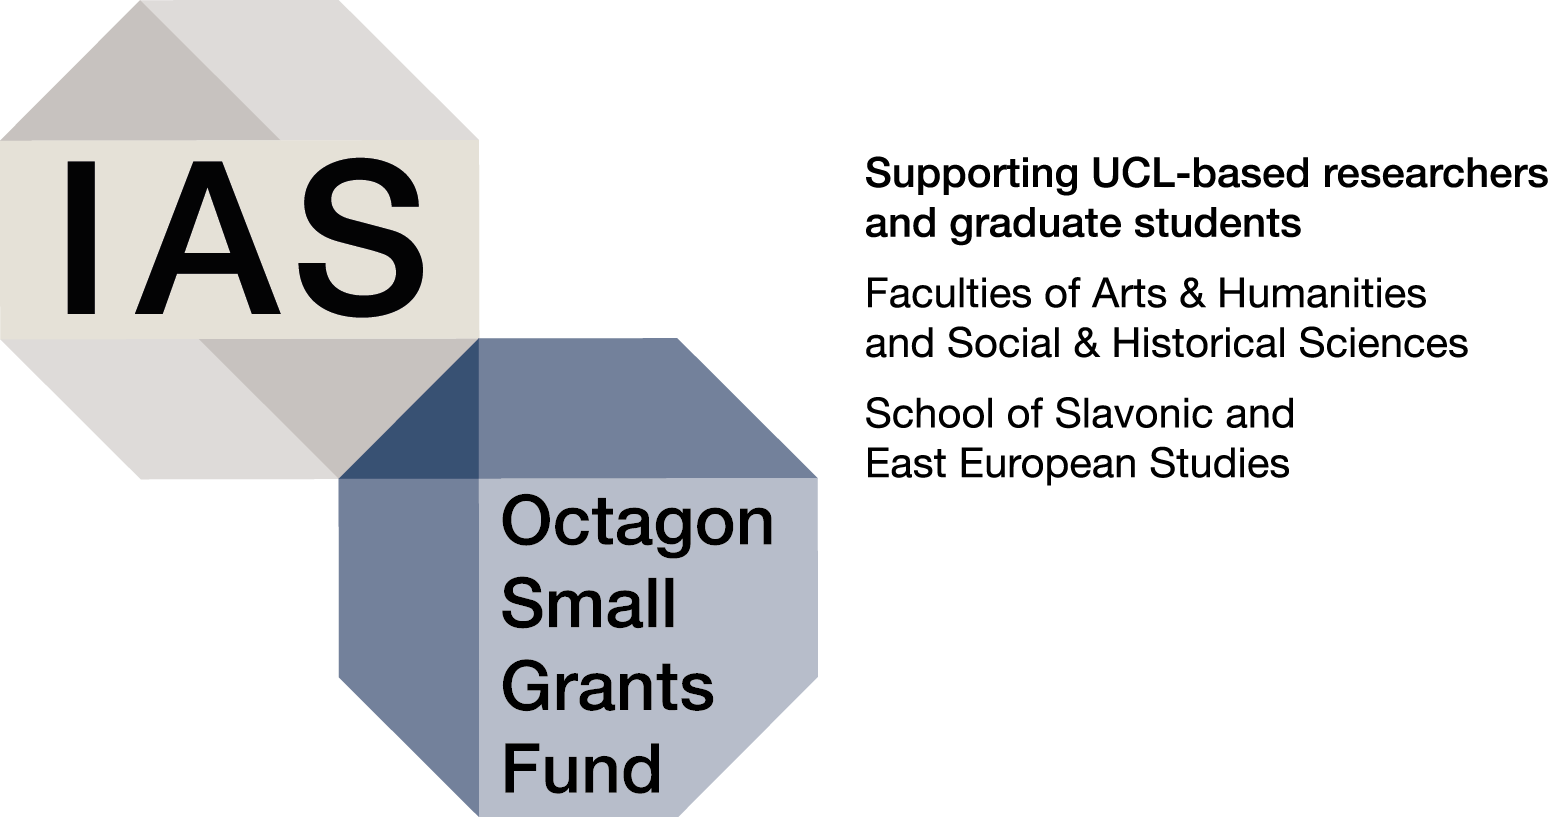 IAS
Octagon
Small
Grants
Fund
Supporting UCL-based researchers
and graduate students
Faculties of Arts & Humanities
and Social & Historical Sciences
School of Slavonic and
East European Studies